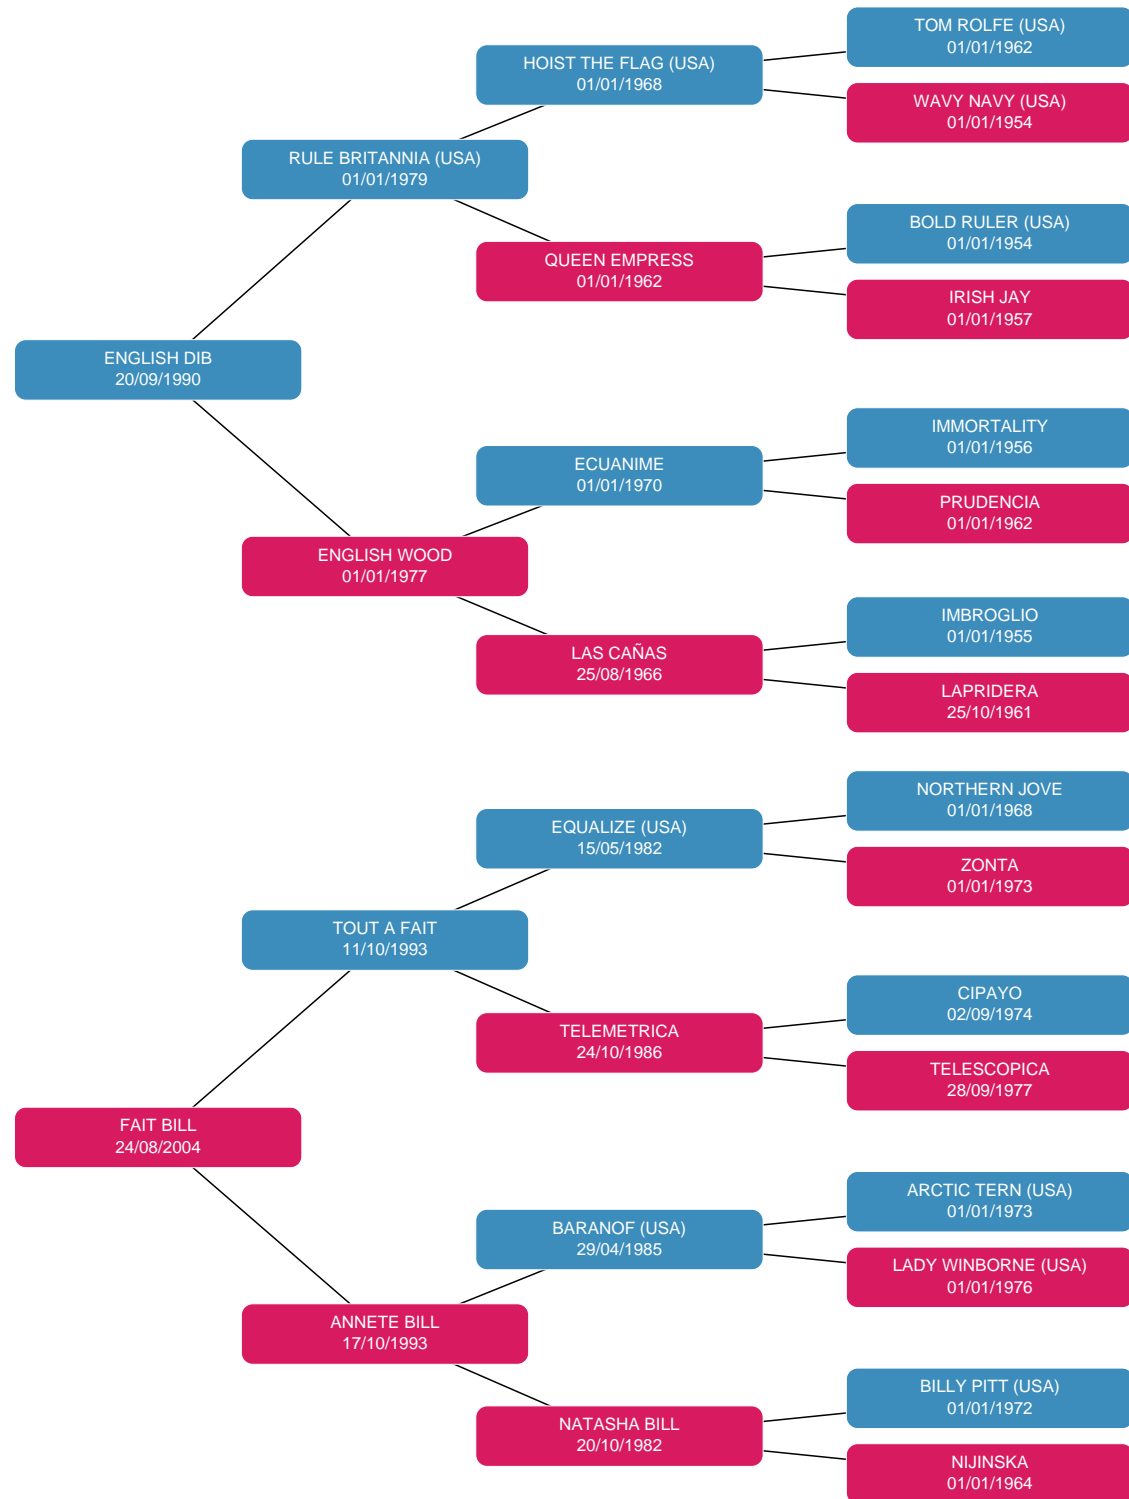 TOM ROLFE (USA)
01/01/1962
HOIST THE FLAG (USA)
01/01/1968
WAVY NAVY (USA)
01/01/1954
RULE BRITANNIA (USA)
01/01/1979
BOLD RULER (USA)
01/01/1954
QUEEN EMPRESS
01/01/1962
IRISH JAY
01/01/1957
ENGLISH DIB
20/09/1990
IMMORTALITY
01/01/1956
ECUANIME
01/01/1970
PRUDENCIA
01/01/1962
ENGLISH WOOD
01/01/1977
IMBROGLIO
01/01/1955
LAS CAÑAS
25/08/1966
LAPRIDERA
25/10/1961
NORTHERN JOVE
01/01/1968
EQUALIZE (USA)
15/05/1982
ZONTA
01/01/1973
TOUT A FAIT
11/10/1993
CIPAYO
02/09/1974
TELEMETRICA
24/10/1986
TELESCOPICA
28/09/1977
FAIT BILL
24/08/2004
ARCTIC TERN (USA)
01/01/1973
BARANOF (USA)
29/04/1985
LADY WINBORNE (USA)
01/01/1976
ANNETE BILL
17/10/1993
BILLY PITT (USA)
01/01/1972
NATASHA BILL
20/10/1982
NIJINSKA
01/01/1964